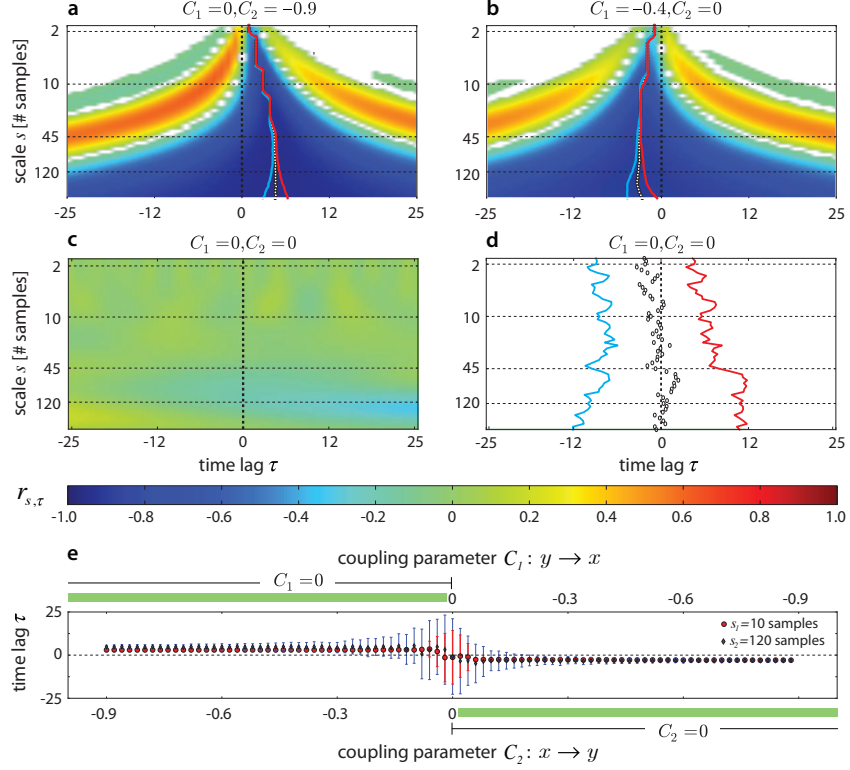 a
C₁=0,C₂=−0.9
b
C₁=−0.4,C₂=0
scale s [# samples]
2
10
45
120
-25
-12
0
12
25
2
10
45
120
-25
-12
0
12
25
c
C₁=0,C₂=0
d
C₁=0,C₂=0
scale s [# samples]
2
10
45
120
-25
-12
0
12
25
time lag τ
2
10
45
120
-25
-12
0
12
25
time lag τ
r s,τ
-1.0 -0.8 -0.6 -0.4 -0.2 0 0.2 0.4 0.6 0.8 1.0
e
coupling parameter C₁: y → x
C₁=0
0 -0.3 -0.6 -0.9
time lag τ
25
0
-25
s₁=10 samples
s₂=120 samples
-0.9 -0.6 -0.3 0
C₂=0
coupling parameter C₂: x → y